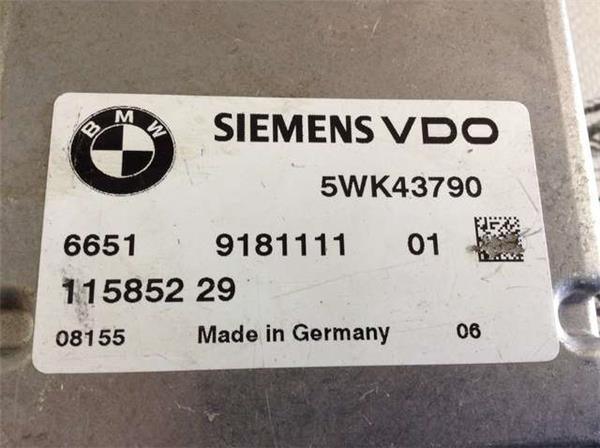 BMW
SIEMENS VDO
5WK43790
6651 9181111 01
115852 29
08155 Made in Germany 06